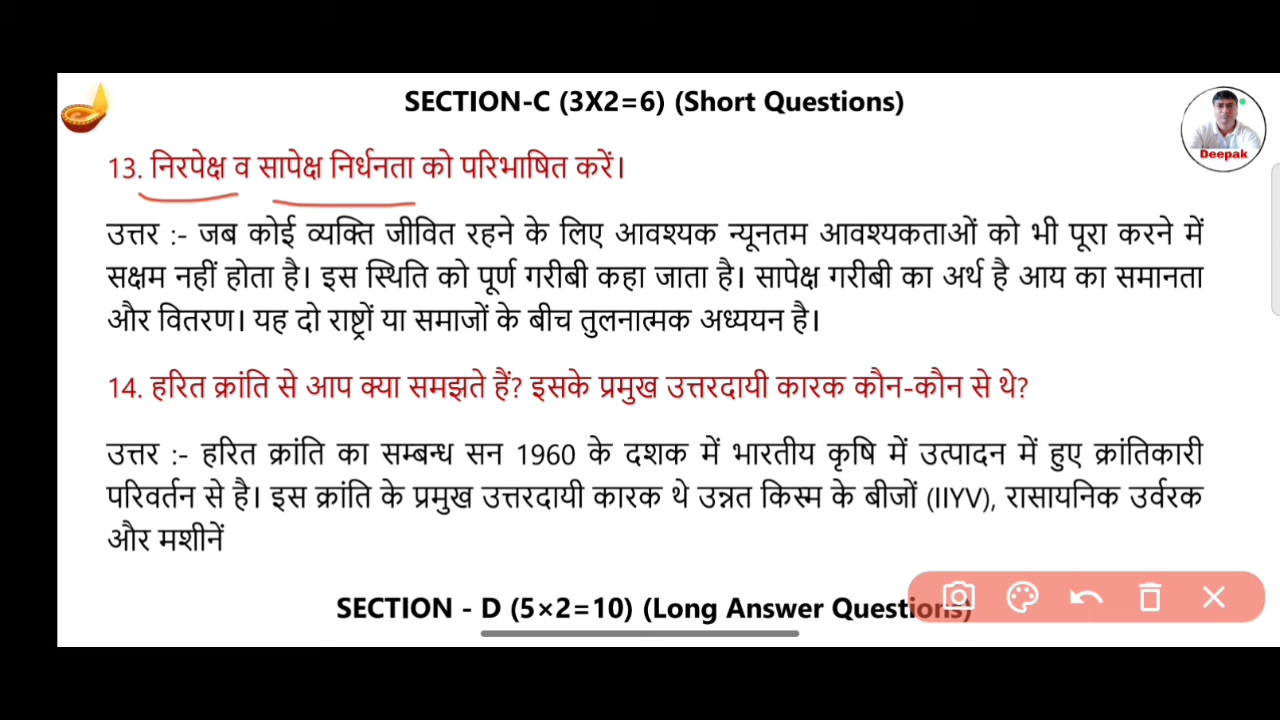 SECTION-C (3X2=6) (Short Questions)
Deepak
13. निरपेक्ष व सापेक्ष निर्धनता को परिभाषित करें।
उत्तर :- जब कोई व्यक्ति जीवित रहने के लिए आवश्यक न्यूनतम आवश्यकताओं को भी पूरा करने में
सक्षम नहीं होता है। इस स्थिति को पूर्ण गरीबी कहा जाता है। सापेक्ष गरीबी का अर्थ है आय का समानता
और वितरण। यह दो राष्ट्रों या समाजों के बीच तुलनात्मक अध्ययन है।
14. हरित क्रांति से आप क्या समझते हैं? इसके प्रमुख उत्तरदायी कारक कौन-कौन से थे?
उत्तर :- हरित क्रांति का सम्बन्ध सन 1960 के दशक में भारतीय कृषि में उत्पादन में हुए क्रांतिकारी
परिवर्तन से है। इस क्रांति के प्रमुख उत्तरदायी कारक थे उन्नत किस्म के बीजों (IIYV), रासायनिक उर्वरक
और मशीनें
SECTION - D (5×2=10) (Long Answer Questions)